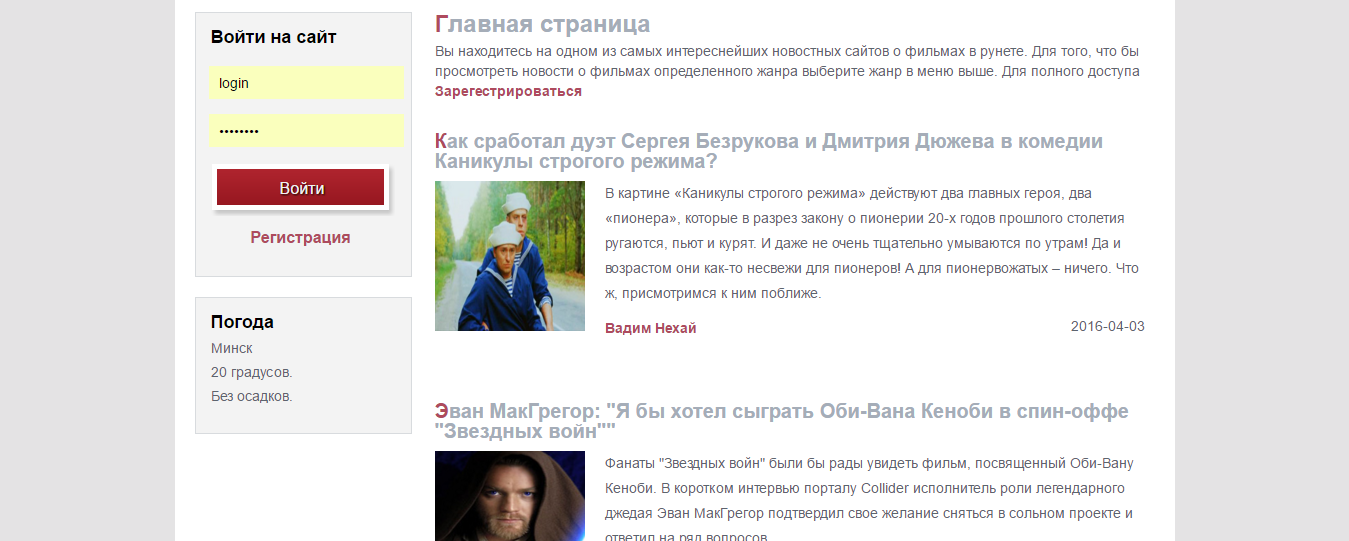 Войти на сайт
login
••••••••
Войти
Регистрация
Погода
Минск
20 градусов.
Без осадков.
Главная страница
Вы находитесь на одном из самых интереснейших новостных сайтов о фильмах в рунете. Для того, что бы
просмотреть новости о фильмах определенного жанра выберите жанр в меню выше. Для полного доступа
Зарегестрироваться
Как сработал дуэт Сергея Безрукова и Дмитрия Дюжева в комедии
Каникулы строгого режима?
В картине «Каникулы строгого режима» действуют два главных героя, два
«пионера», которые в разрез закону о пионерии 20-х годов прошлого столетия
ругаются, пьют и курят. И даже не очень тщательно умываются по утрам! Да и
возрастом они как-то несвежи для пионеров! А для пионервожатых – ничего. Что
ж, присмотримся к ним поближе.
Вадим Нехай
2016-04-03
Эван МакГрегор: "Я бы хотел сыграть Оби-Вана Кеноби в спин-оффе
"Звездных войн""
Фанаты "Звездных войн" были бы рады увидеть фильм, посвященный Оби-Вану
Кеноби. В коротком интервью порталу Collider исполнитель роли легендарного
джедая Эван МакГрегор подтвердил свое желание сняться в сольном проекте и
ответил на ряд вопросов